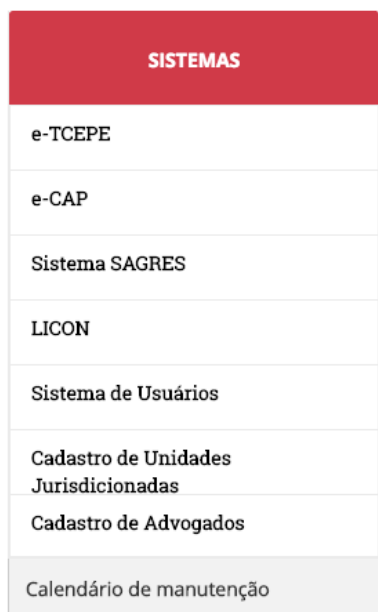 SISTEMAS
e-TCEPE
e-CAP
Sistema SAGRES
LICON
Sistema de Usuários
Cadastro de Unidades
Jurisdicionadas
Cadastro de Advogados
Calendário de manutenção